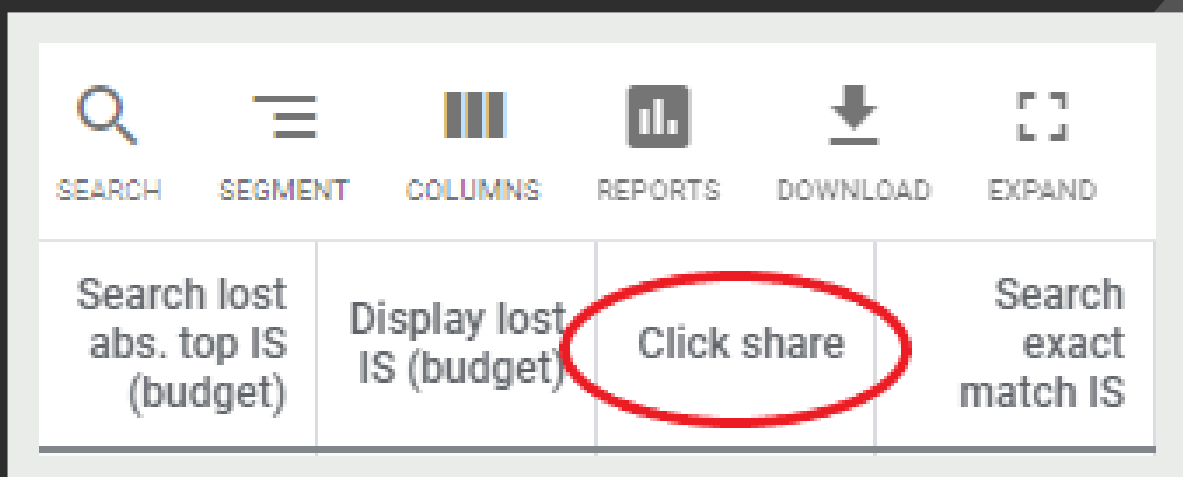 SEARCH SEGMENT COLUMNS REPORTS DOWNLOAD EXPAND
Search lost
abs. top IS
(budget)
Display lost
IS (budget)
Click share
Search
exact
match IS